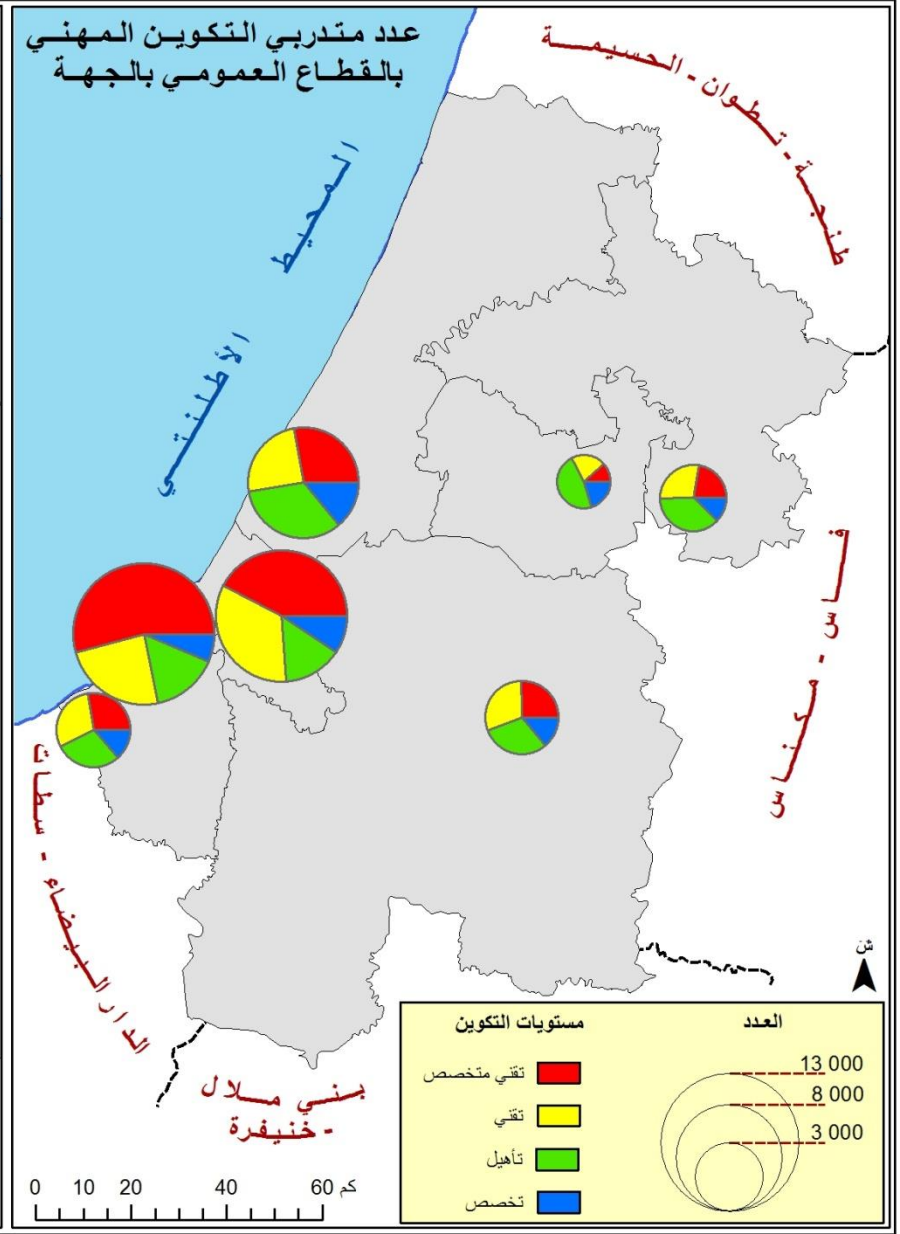 عدد متدربي التكوين المهني
بالقطاع العمومي بالجهة
طنجة - تطوان - الحسيمة
المحيط
الأطلنتي
فاس - مكناس
الدار البيضاء - سطات
بني ملال
- خنيفرة
ش
مستويات التكوين
تقني متخصص
تقني
تأهيل
تخصص
العدد
13 000
8 000
3 000
0 10 20 40 60 كم